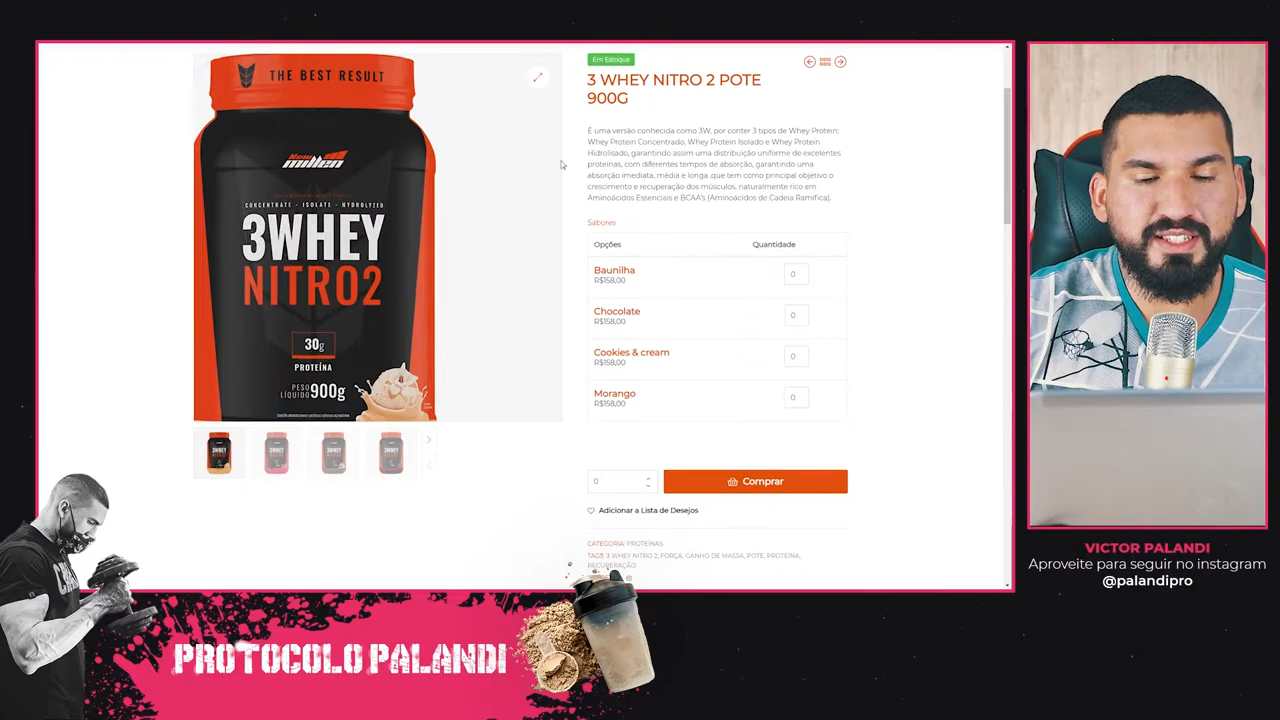 THE BEST RESULT
New
millen
CONCENTRATE - ISOLATE - HYDROLYZED
3WHEY
NITRO2
30g
PROTEÍNA
PESO
LÍQUIDO 900g
Em Estoque
3 WHEY NITRO 2 POTE
900G
É uma versão conhecida como 3W, por conter 3 tipos de Whey Protein:
Whey Protein Concentrado, Whey Protein Isolado e Whey Protein
Hidrolisado, garantindo assim uma distribuição uniforme de excelentes
proteínas, com diferentes tempos de absorção, garantindo uma
absorção imediata, média e longa ,que tem como principal objetivo o
crescimento e recuperação dos músculos, naturalmente rico em
Aminoácidos Essenciais e BCAA's (Aminoácidos de Cadeia Ramifica).
Sabores
Opções Quantidade
Baunilha
R$158,00 0
Chocolate
R$158,00 0
Cookies & cream
R$158,00 0
Morango
R$158,00 0
0 Comprar
Adicionar a Lista de Desejos
CATEGORIA: PROTEÍNAS
TAGS: 3 WHEY NITRO 2, FORÇA, GANHO DE MASSA, POTE, PROTEINA,
RECUPERAÇÃO
VICTOR PALANDI
Aproveite para seguir no instagram
@palandipro
PROTOCOLO PALANDI